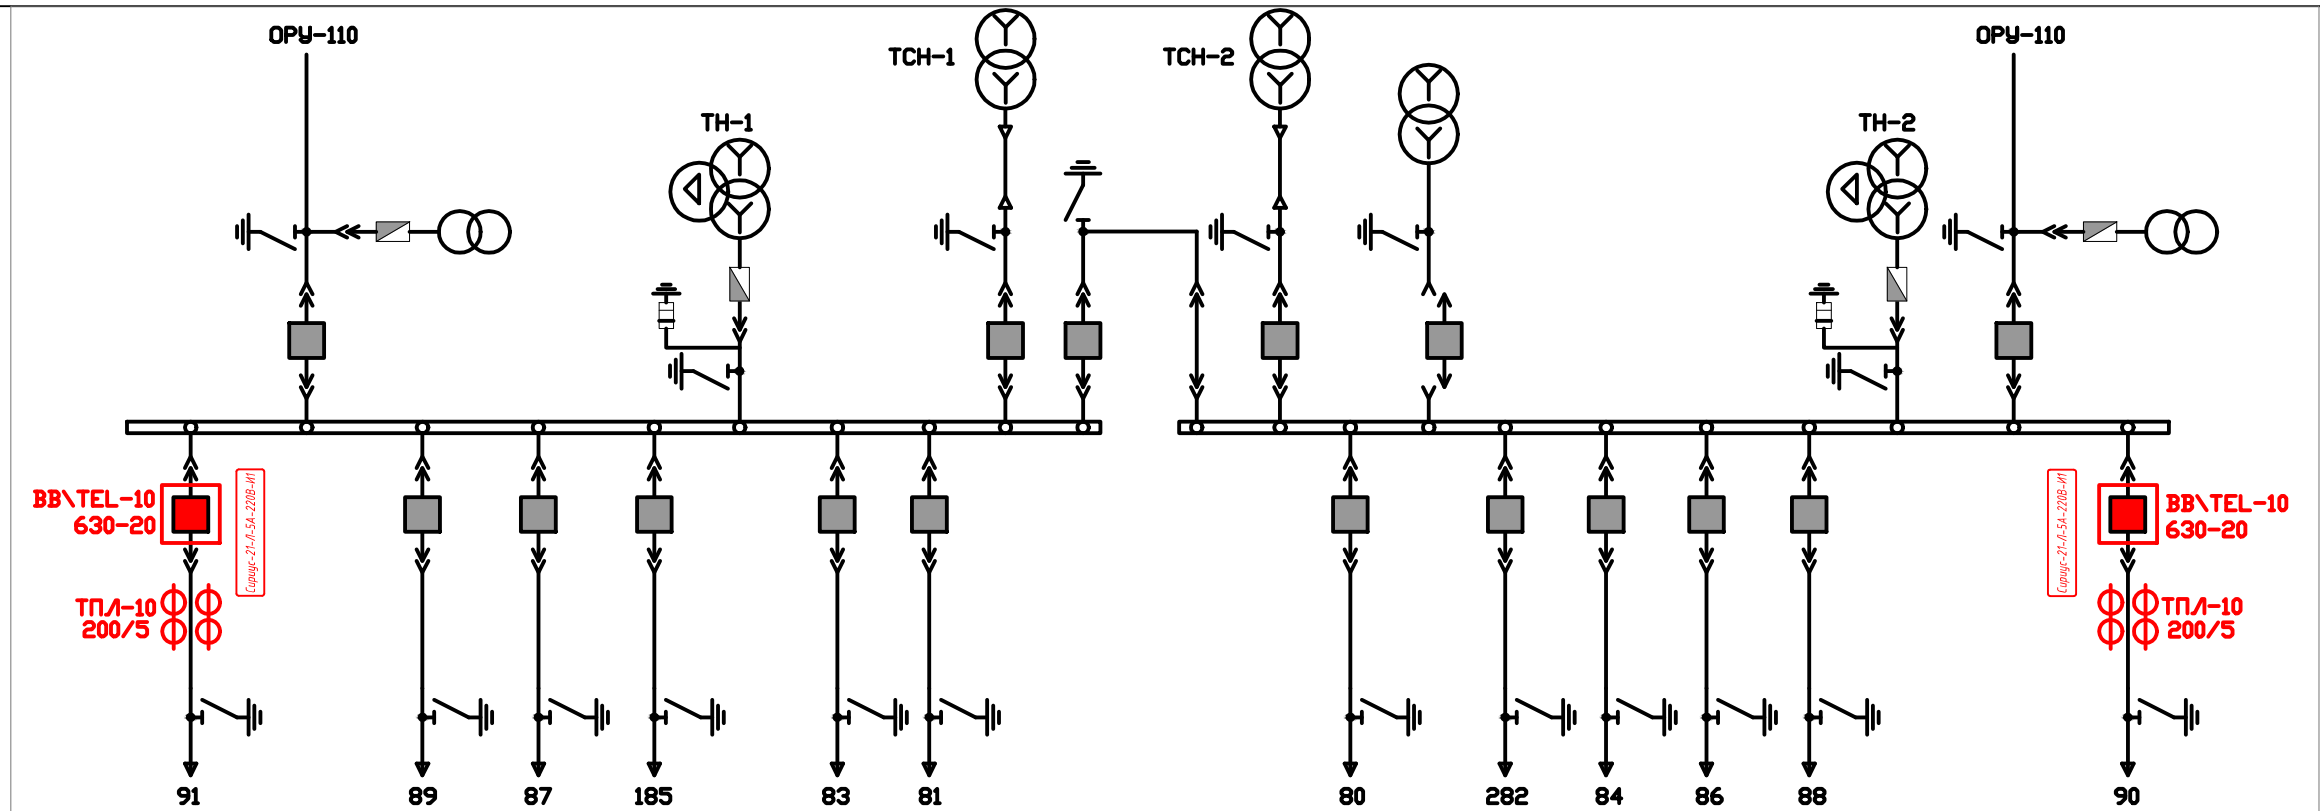 ОРУ-110
ТСН-1
ТСН-2
ОРУ-110
ТН-1
ТН-2
ВВ\TEL-10
630-20
Сириус-21-Л-5А-220В-И1
ТПЛ-10
200/5
Сириус-21-Л-5А-220В-И1
ВВ\TEL-10
630-20
ТПЛ-10
200/5
91
89
87
185
83
81
80
282
84
86
88
90